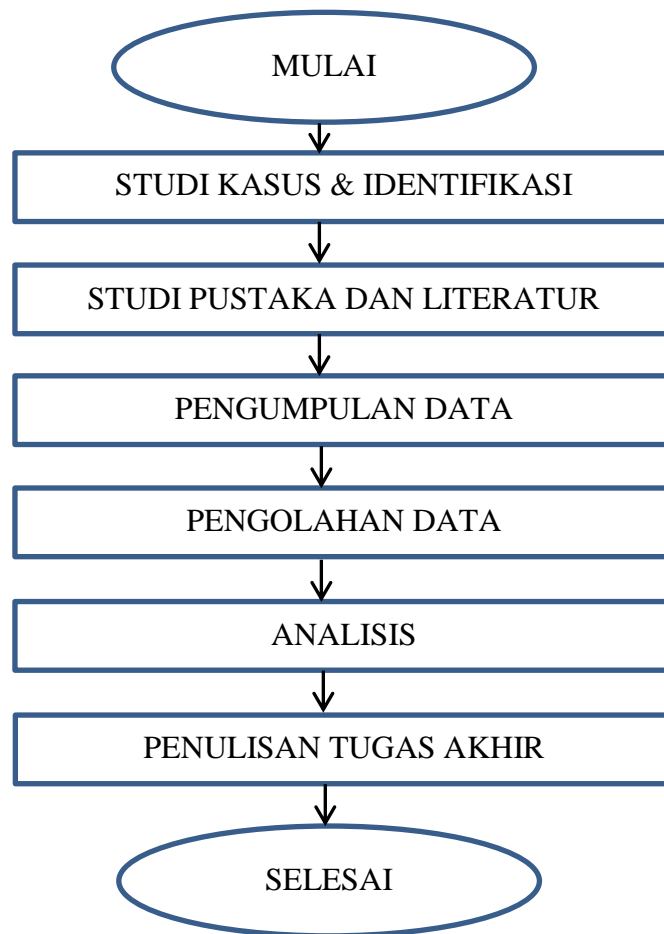 MULAI
STUDI KASUS & IDENTIFIKASI
STUDI PUSTAKA DAN LITERATUR
PENGUMPULAN DATA
PENGOLAHAN DATA
ANALISIS
PENULISAN TUGAS AKHIR
SELESAI